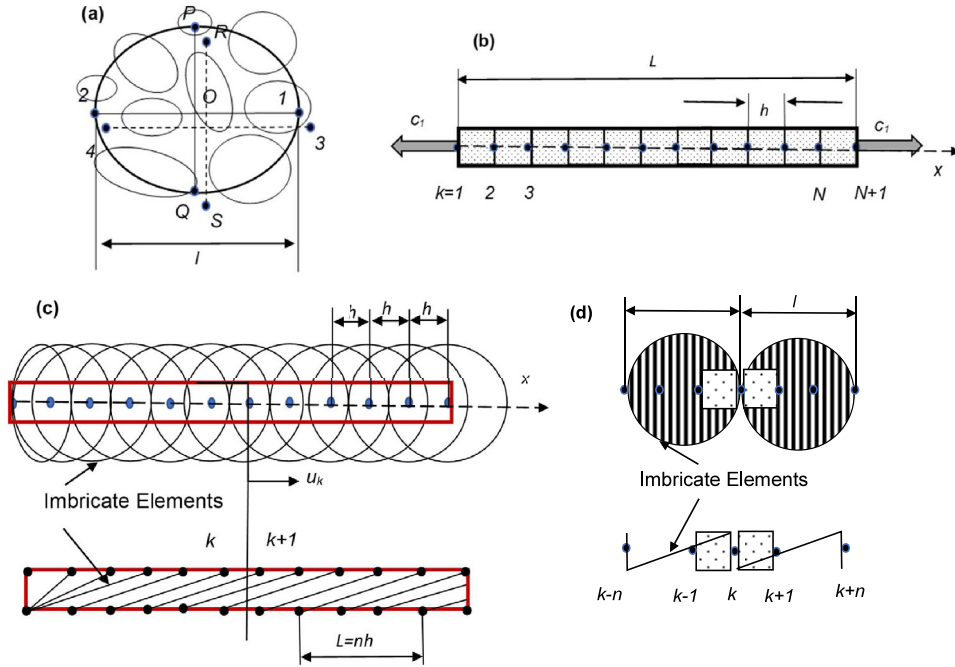 (a)
P
R
2
O
1
4
3
Q
S
l
(b)
L
h
c1
c1
x
k=1
2
3
N
N+1
(c)
h
h
h
x
Imbricate Elements
uk
k
k+1
L=nh
(d)
l
Imbricate Elements
k-n
k-1
k
k+1
k+n